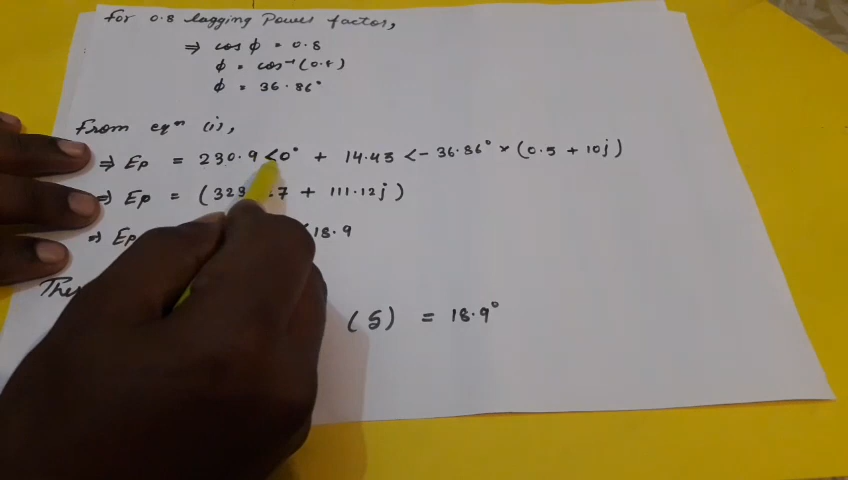 For 0.8 lagging Power factor,
⇒ cos ϕ = 0.8
ϕ = cos⁻¹(0.8)
ϕ = 36.86°
From eqⁿ (i),
⇒ Ep = 230.9 <0° + 14.43 <- 36.86° × (0.5 + 10j)
⇒ Ep = (323 .7 + 111.12j)
⇒ Ep 18.9
(δ) = 18.9°